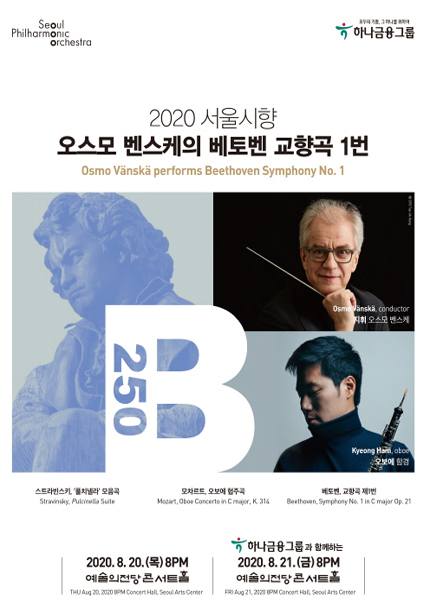 Seoul
Philharmonic
orchestra
모두의 기쁨, 그 하나를 위하여
하나금융그룹
2020 서울시향
오스모 벤스케의 베토벤 교향곡 1번
Osmo Vänskä performs Beethoven Symphony No. 1
Osmo Vänskä, conductor
지휘 오스모 벤스케
B
250
Kyeong Ham, oboe
오보에 함경
스트라빈스키, '풀치넬라' 모음곡
Stravinsky, Pulcinella Suite
모차르트, 오보에 협주곡
Mozart, Oboe Concerto in C major, K. 314
베토벤, 교향곡 제1번
Beethoven, Symphony No. 1 in C major Op. 21
2020. 8. 20.(목) 8PM
예술의전당 콘서트홀
THU Aug 20, 2020 8PM Concert Hall, Seoul Arts Center
하나금융그룹과 함께하는
2020. 8. 21.(금) 8PM
예술의전당 콘서트홀
FRI Aug 21, 2020 8PM Concert Hall, Seoul Arts Center